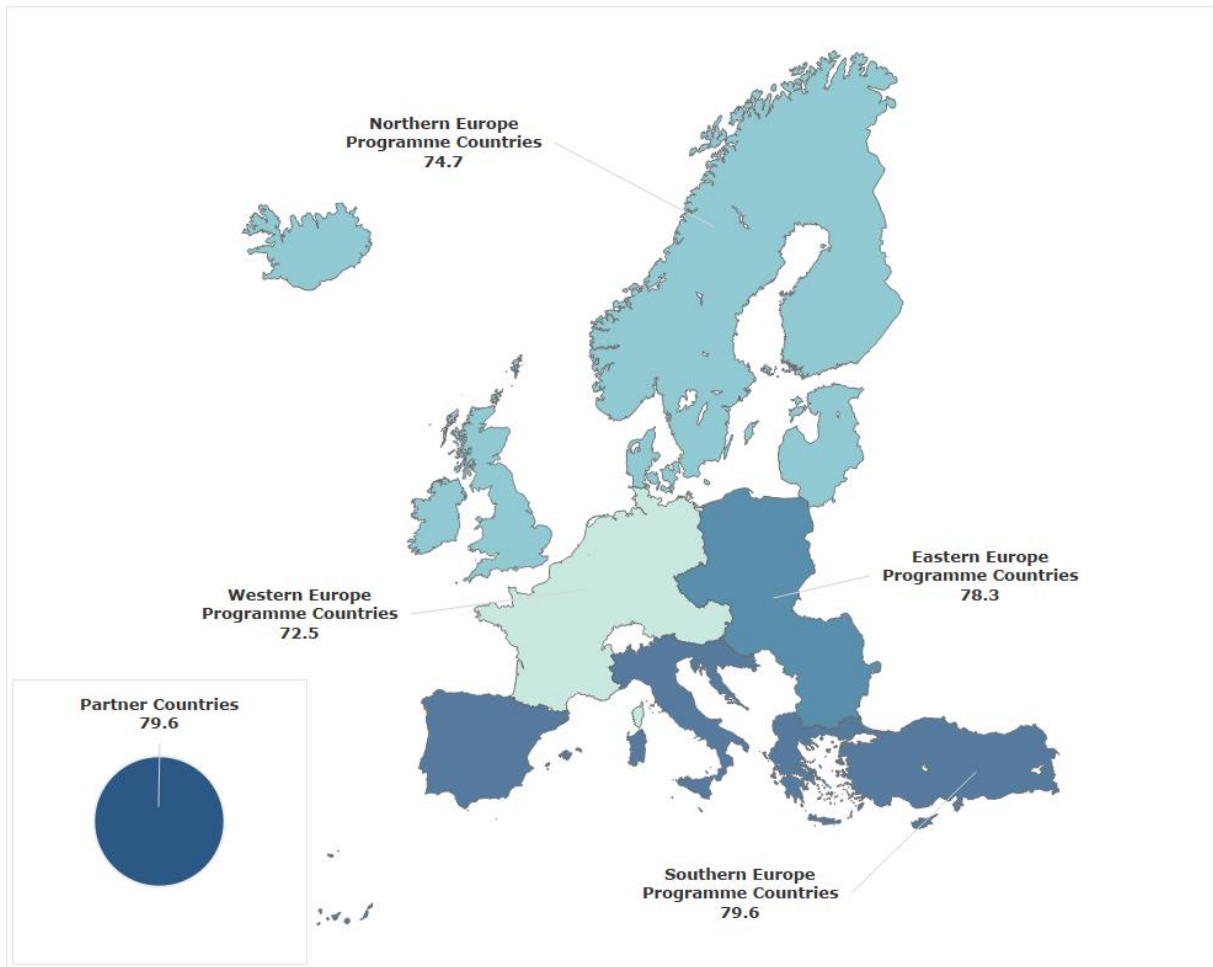 Northern Europe
Programme Countries
74.7
Eastern Europe
Programme Countries
78.3
Western Europe
Programme Countries
72.5
Partner Countries
79.6
Southern Europe
Programme Countries
79.6